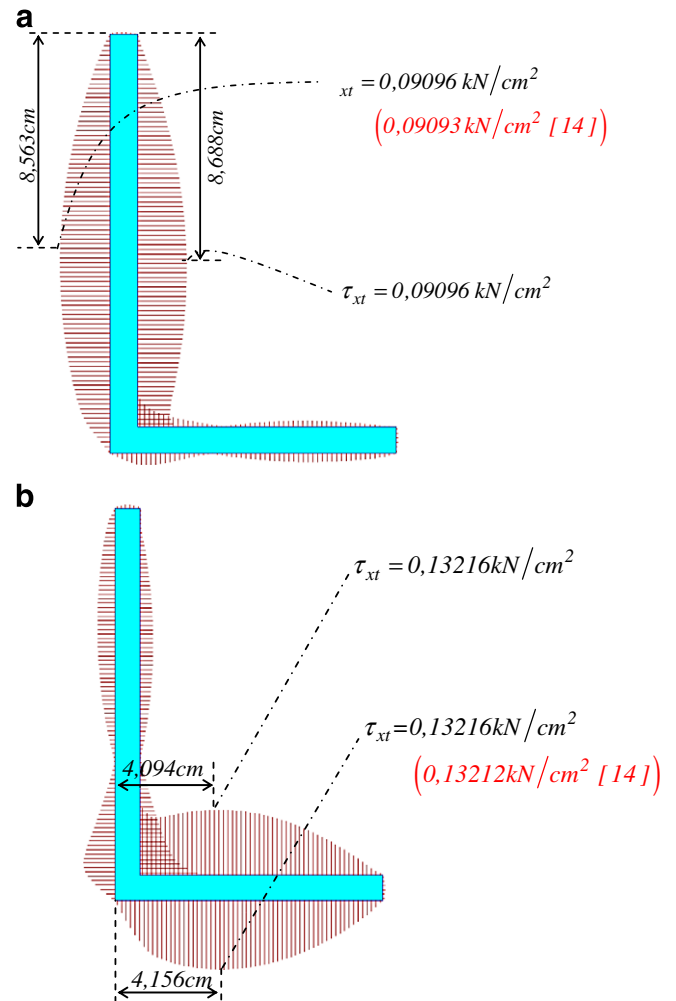 a
xt = 0,09096 kN/cm²
(0,09093 kN/cm² [14])
8,563cm
8,688cm
τxt = 0,09096 kN/cm²
b
τxt = 0,13216kN/cm²
τxt=0,13216kN/cm²
(0,13212kN/cm² [14])
4,094cm
4,156cm